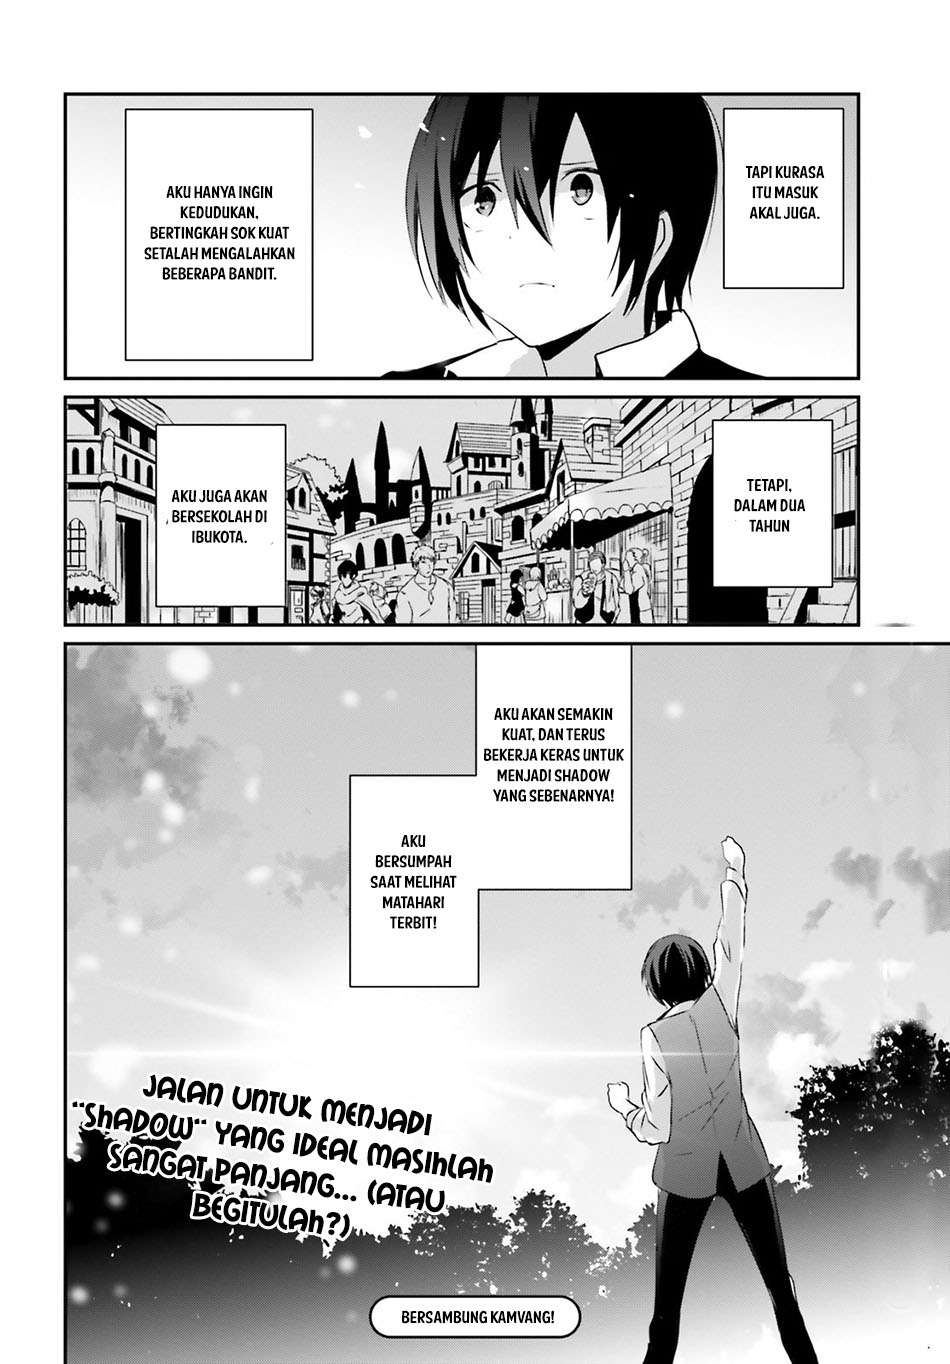 TAPI KURASA
ITU MASUK
AKAL JUGA.
AKU HANYA INGIN
KEDUDUKAN,
BERTINGKAH SOK KUAT
SETALAH MENGALAHKAN
BEBERAPA BANDIT.
TETAPI,
DALAM DUA
TAHUN
AKU JUGA AKAN
BERSEKOLAH DI
IBUKOTA.
AKU AKAN SEMAKIN
KUAT, DAN TERUS
BEKERJA KERAS UNTUK
MENJADI SHADOW
YANG SEBENARNYA!
AKU
BERSUMPAH
SAAT MELIHAT
MATAHARI
TERBIT!
JALAN UNTUK MENJADI
"SHADOW" YANG IDEAL MASIHLAH
SANGAT PANJANG... (ATAU
BEGITULAH?)
BERSAMBUNG KAMVANG!